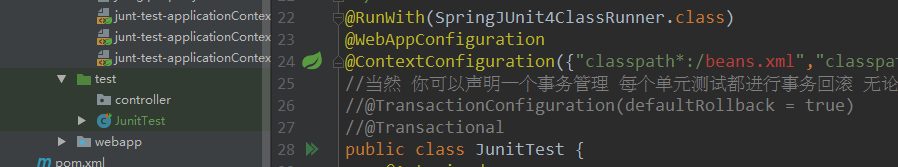 junt-test-applicationContex
junt-test-applicationContex
junt-test-applicationContex
test
controller
JunitTest
webapp
pom.xml
22 @RunWith(SpringJUnit4ClassRunner.class)
23 @WebAppConfiguration
24 @ContextConfiguration({"classpath*:/beans.xml","classpa
25 //当然 你可以声明一个事务管理 每个单元测试都进行事务回滚 无论
26 //@TransactionConfiguration(defaultRollback = true)
27 //@Transactional
28 public class JunitTest {